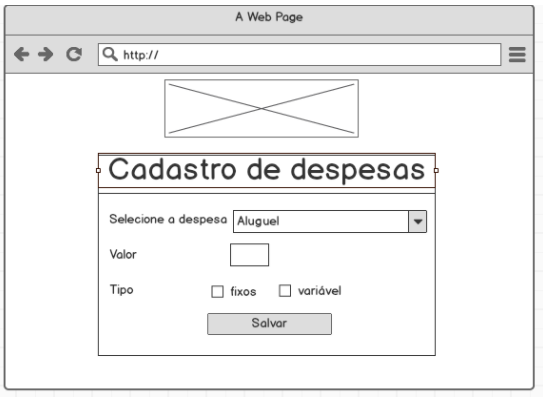 A Web Page
http://
Cadastro de despesas
Selecione a despesa Aluguel
Valor
Tipo fixos variável
Salvar